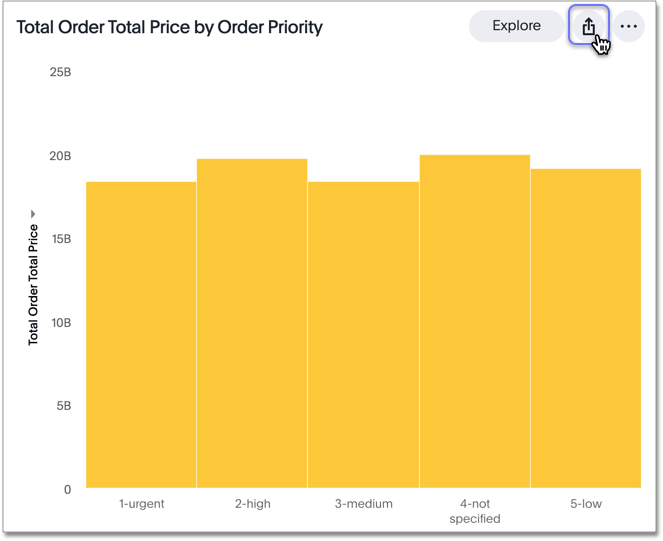 Total Order Total Price by Order Priority
Explore
25B
20B
15B
10B
5B
0
Total Order Total Price
1-urgent
2-high
3-medium
4-not
specified
5-low